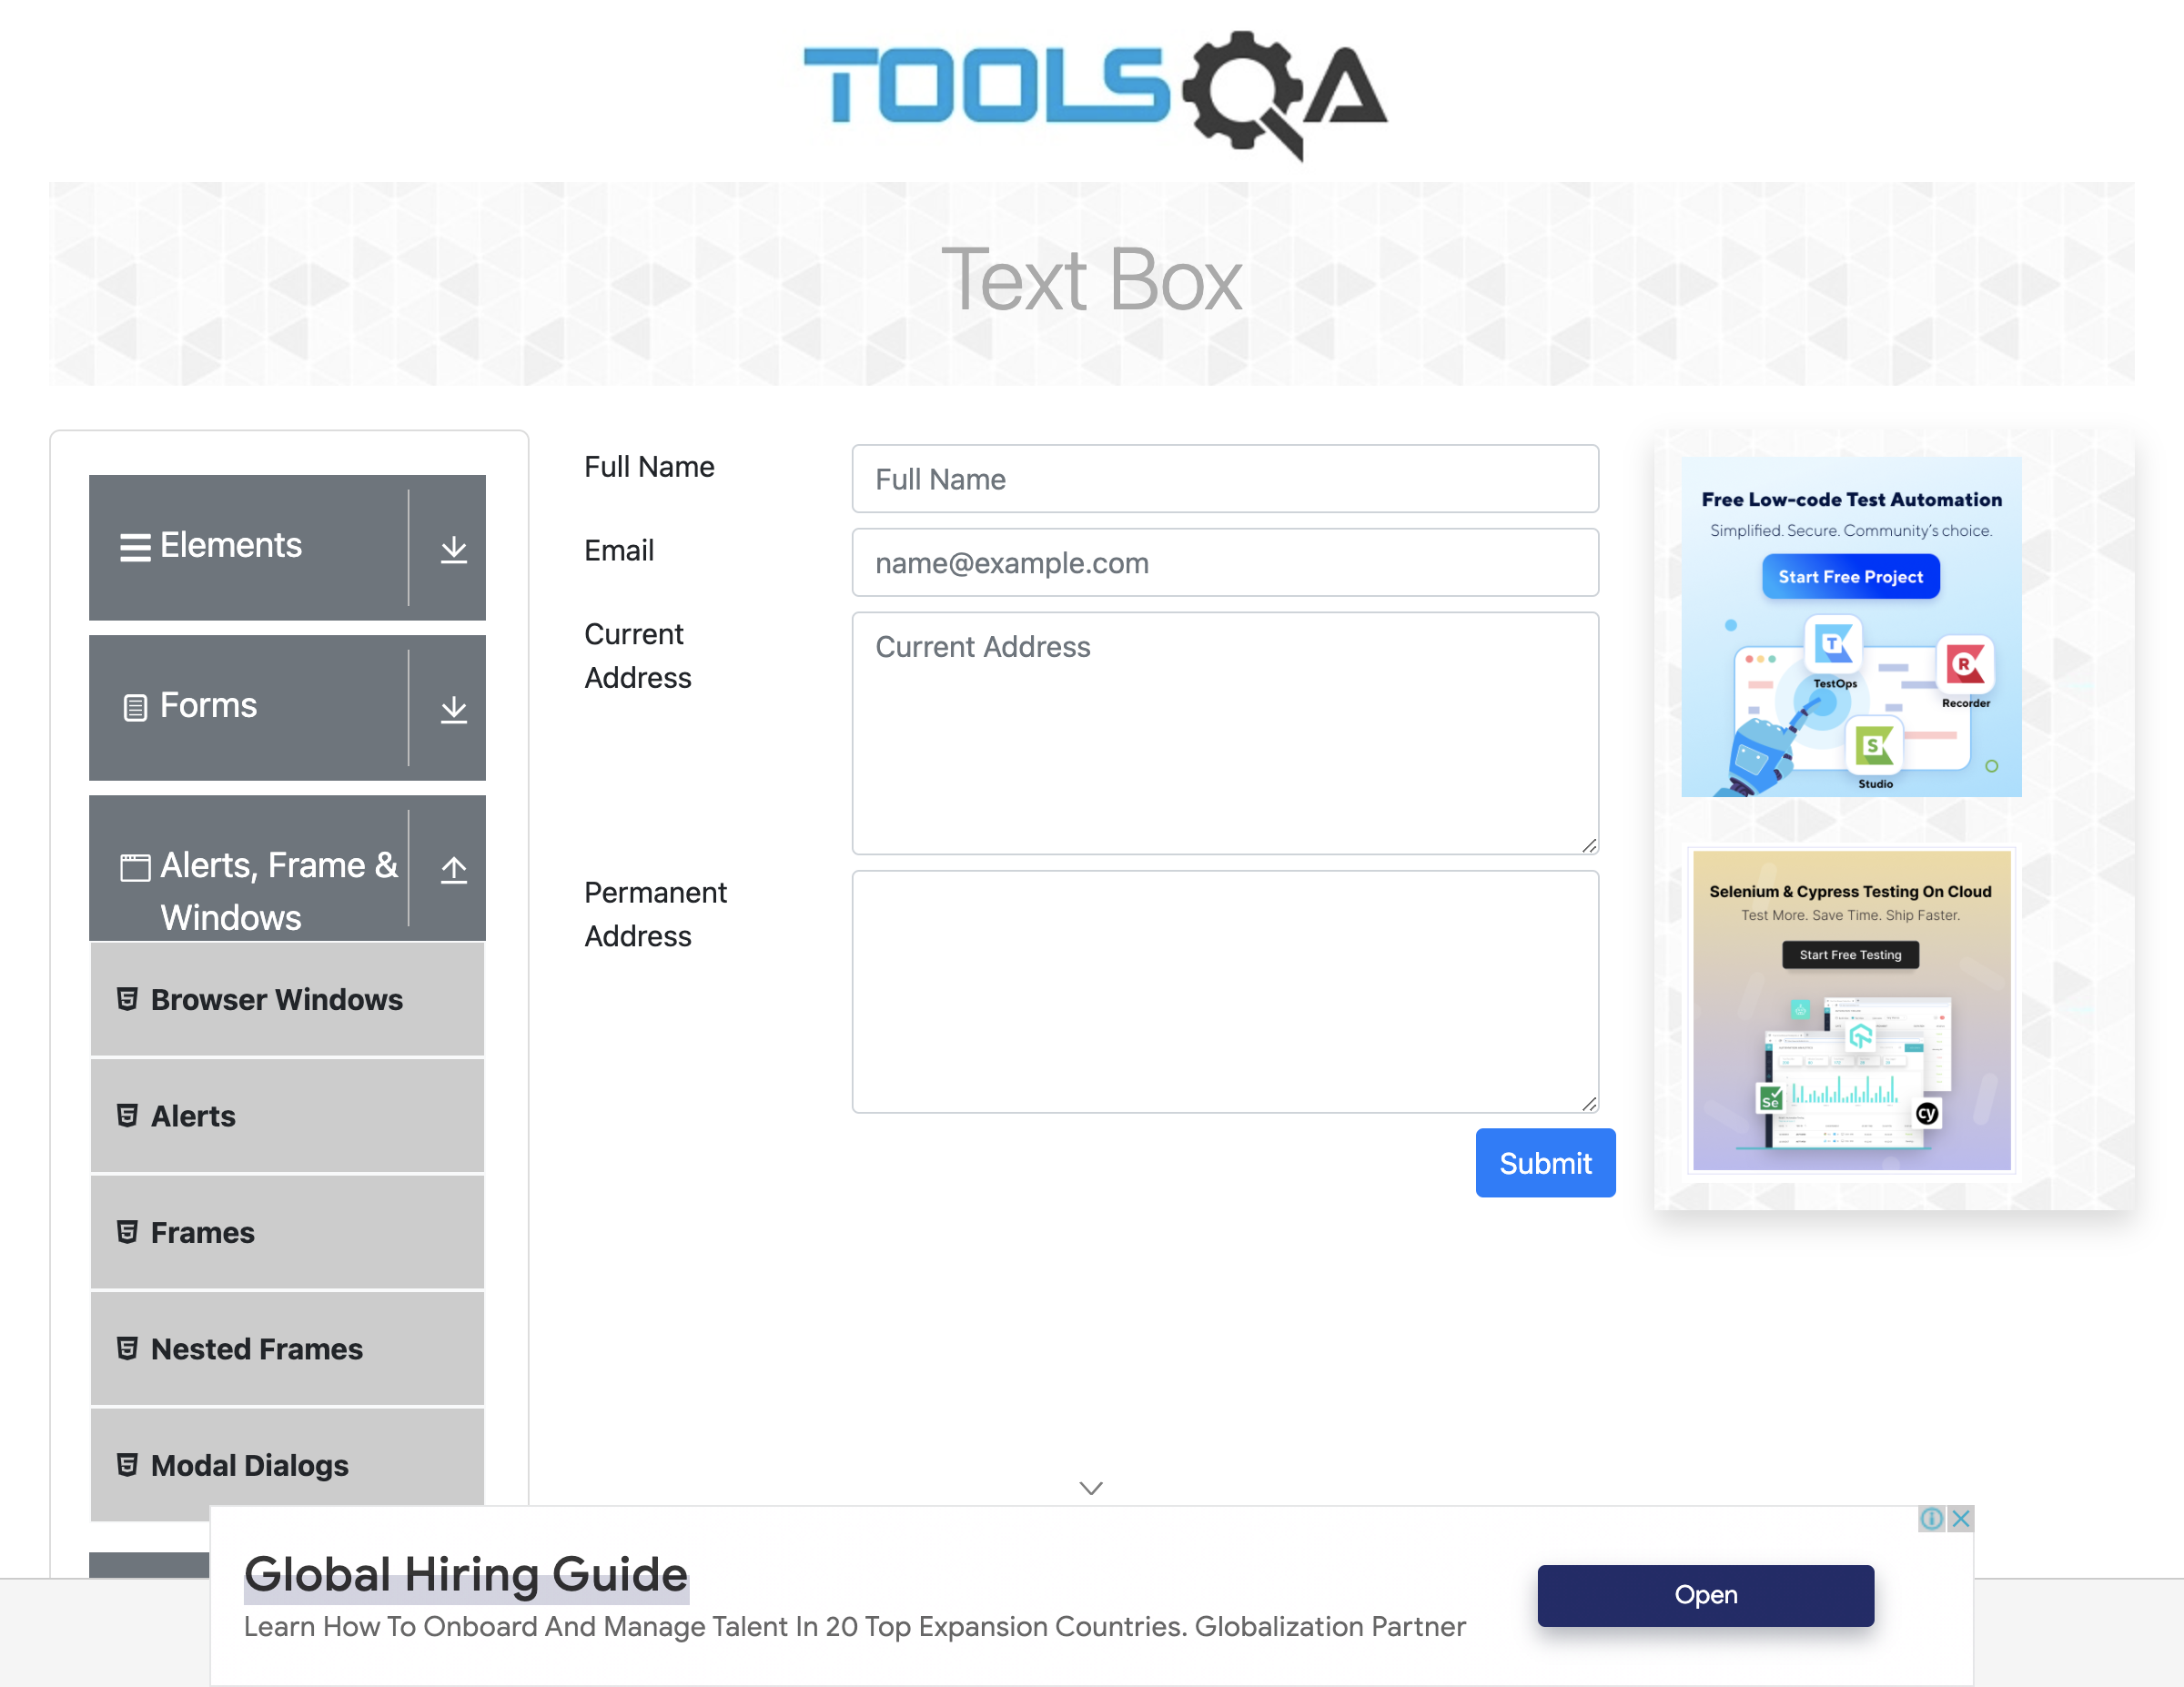 TOOLSQA
Text Box
Elements
Forms
Alerts, Frame &
Windows
Browser Windows
Alerts
Frames
Nested Frames
Modal Dialogs
Full Name
Full Name
Email
name@example.com
Current
Address
Current Address
Permanent
Address
Submit
Free Low-code Test Automation
Simplified. Secure. Community's choice.
Start Free Project
T
TestOps
R
Recorder
S
Studio
Selenium & Cypress Testing On Cloud
Test More. Save Time. Ship Faster.
Start Free Testing
Se
cy
Global Hiring Guide
Learn How To Onboard And Manage Talent In 20 Top Expansion Countries. Globalization Partner
Open